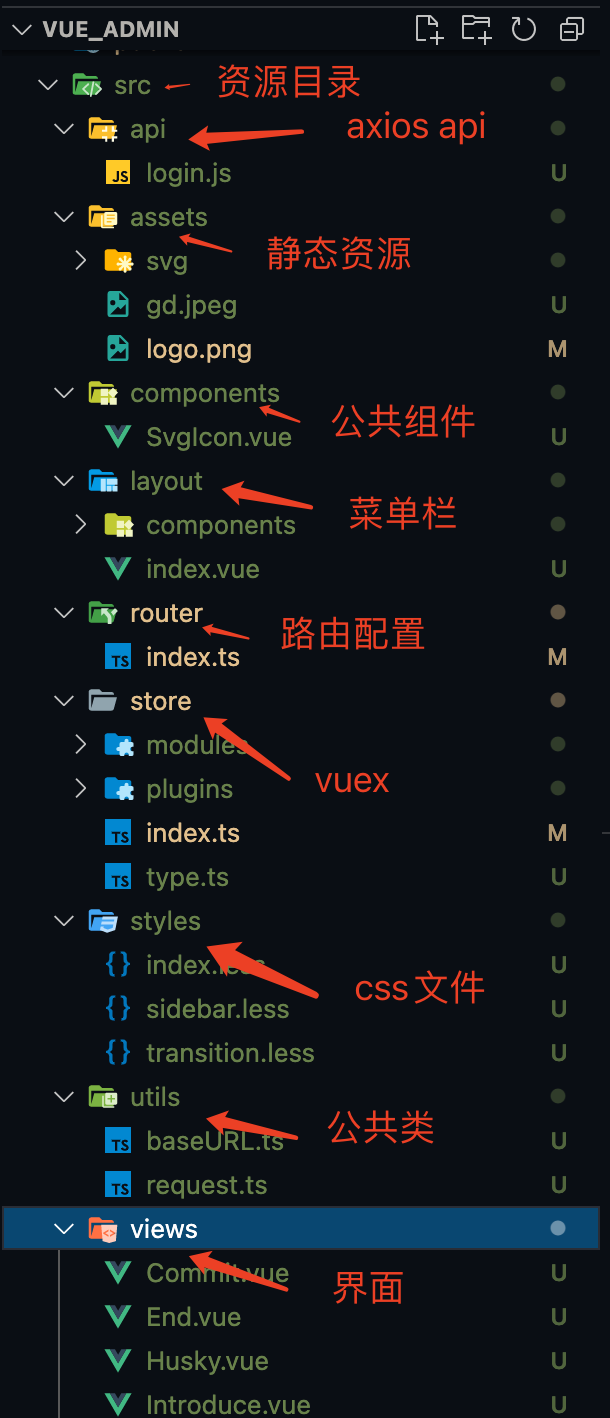 VUE_ADMIN
src 资源目录
api axios api
login.js U
assets
svg 静态资源
gd.jpeg U
logo.png M
components
SvgIcon.vue 公共组件 U
layout
components 菜单栏
index.vue U
router
index.ts 路由配置 M
store
modules
plugins vuex
index.ts M
type.ts U
styles
index.less U
sidebar.less css文件 U
transition.less U
utils
baseURL.ts 公共类 U
request.ts U
views
Commit.vue 界面 U
End.vue U
Husky.vue U
Introduce.vue U